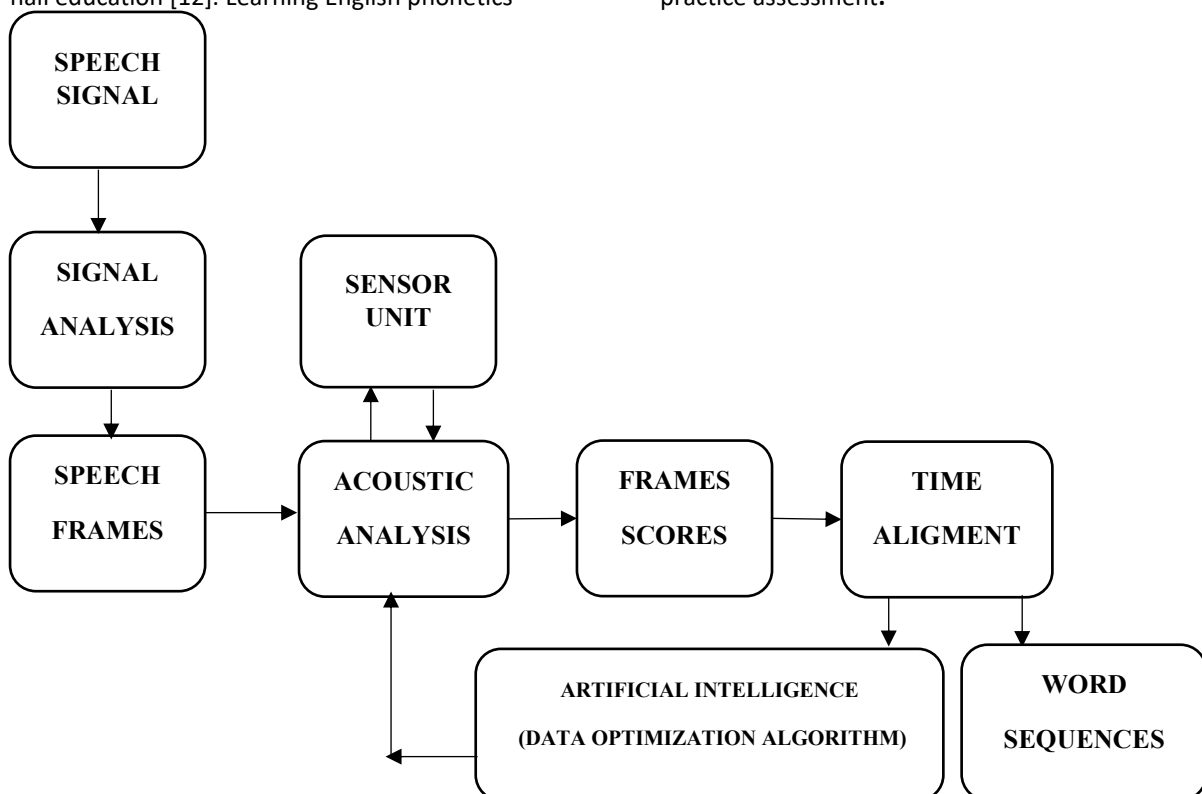 hall education [12]. Learning English phonetics
practice assessment.
SPEECH
SIGNAL
SIGNAL
ANALYSIS
SENSOR
UNIT
SPEECH
FRAMES
ACOUSTIC
ANALYSIS
FRAMES
SCORES
TIME
ALIGMENT
ARTIFICIAL INTELLIGENCE
(DATA OPTIMIZATION ALGORITHM)
WORD
SEQUENCES